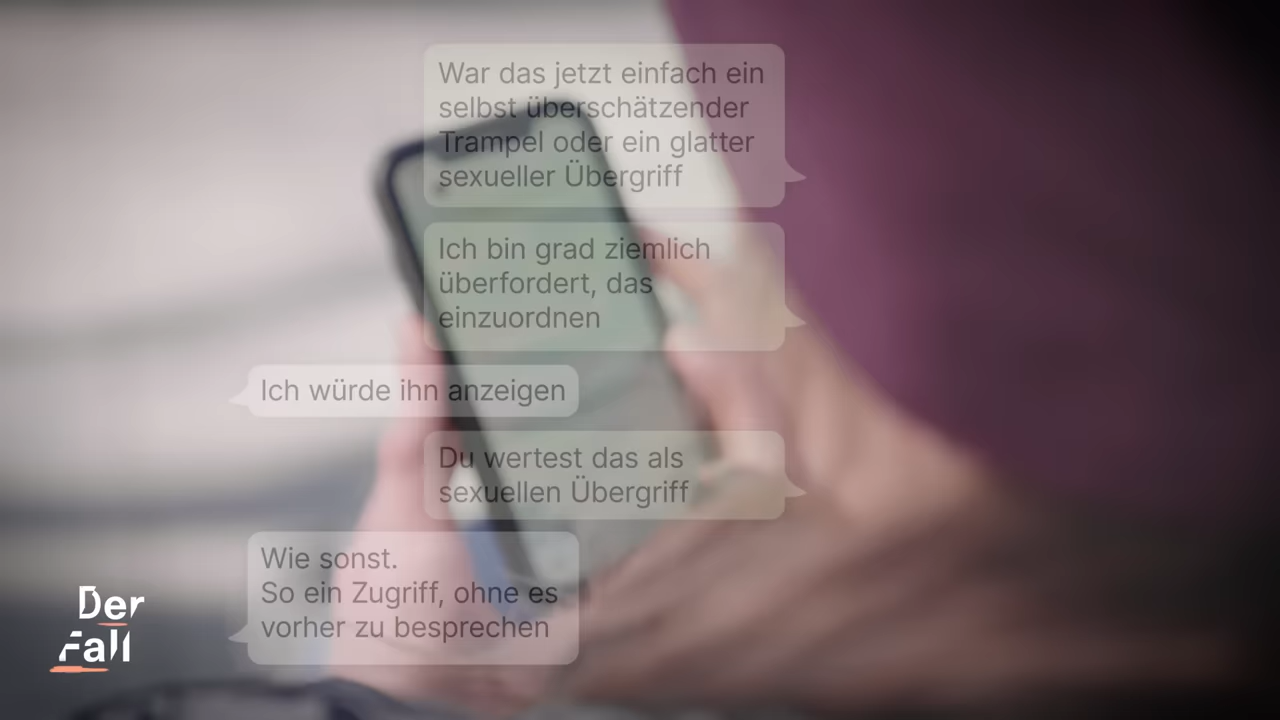 War das jetzt einfach ein
selbst überschätzender
Trampel oder ein glatter
sexueller Übergriff
Ich bin grad ziemlich
überfordert, das
einzuordnen
Ich würde ihn anzeigen
Du wertest das als
sexuellen Übergriff
Wie sonst.
So ein Zugriff, ohne es
vorher zu besprechen
Der
Fall